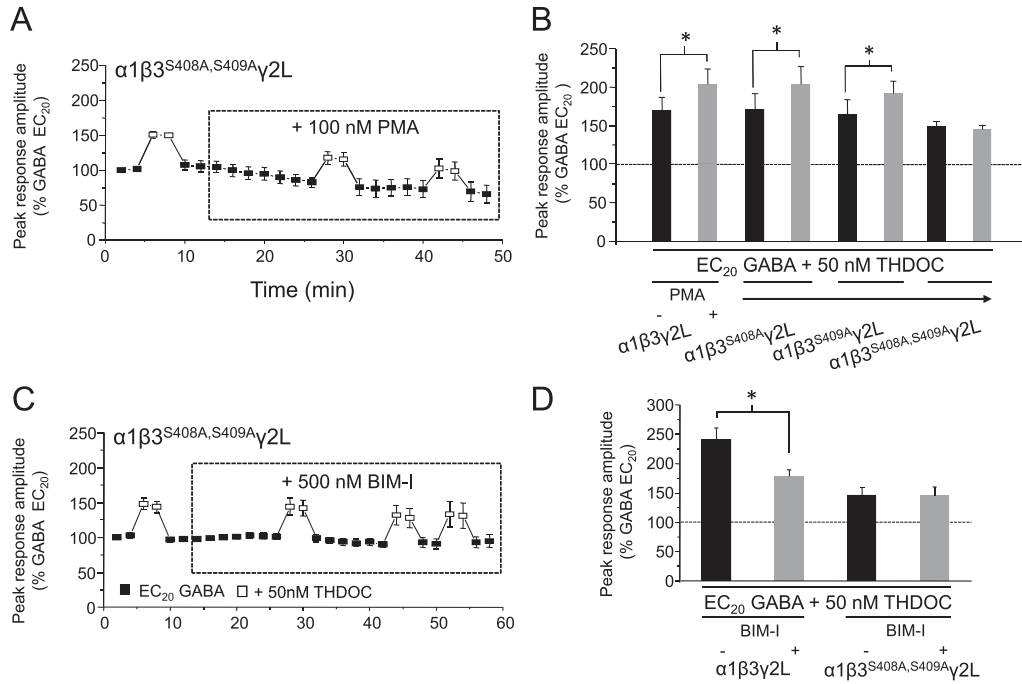 A
α1β3S408A,S409Aγ2L
+ 100 nM PMA
Peak response amplitude
(% GABA EC20)
200
150
100
50
0
0 10 20 30 40 50
Time (min)
B
Peak response amplitude
(% GABA EC20)
250
200
150
100
50
0
* * *
EC20 GABA + 50 nM THDOC
PMA
- +
α1β3γ2L
α1β3S408Aγ2L
α1β3S409Aγ2L
α1β3S408A,S409Aγ2L
C
α1β3S408A,S409Aγ2L
+ 500 nM BIM-I
Peak response amplitude
(% GABA EC20)
250
200
150
100
50
0
EC20 GABA + 50nM THDOC
0 10 20 30 40 50 60
D
Peak response amplitude
(% GABA EC20)
300
250
200
150
100
50
0
*
EC20 GABA + 50 nM THDOC
BIM-I BIM-I
- + - +
α1β3γ2L α1β3S408A,S409Aγ2L